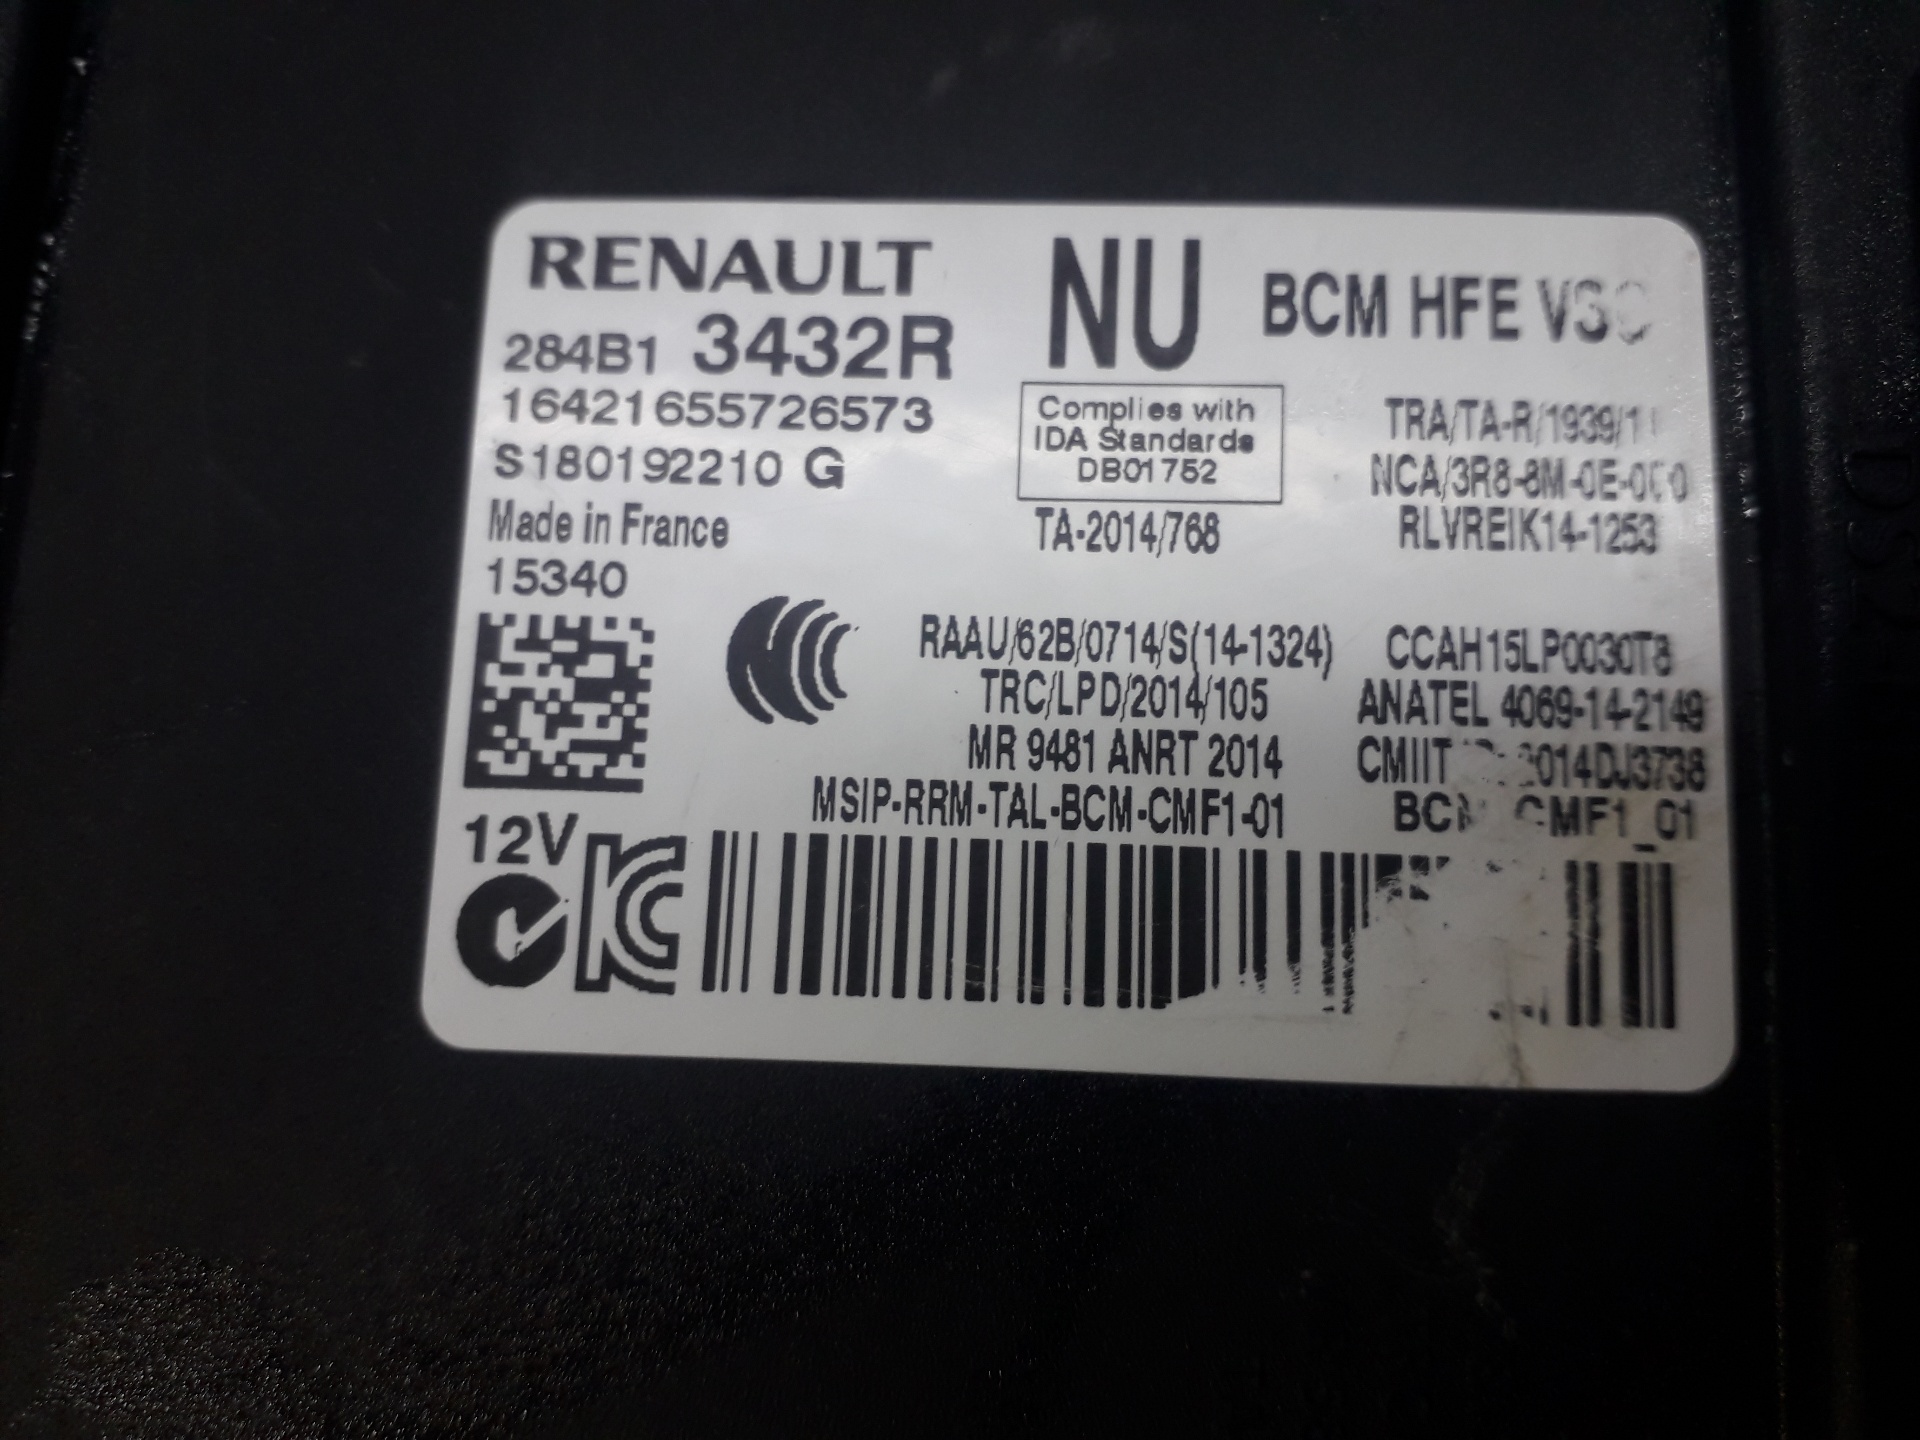 RENAULT
NU
BCM HFE
284B1 3432R
16421655726573
S180192210 G
Made in France
15340
Complies with
IDA Standards
DB01752
TA-2014/768
RLVREIK14-1253
RAAU/62B/0714/S(14-1324)
TRC/LPD/2014/105
MR 9481 ANRT 2014
MSIP-RRM-TAL-BCM-CMF1-01
CCAH15LP0030T8
ANATEL 4069-14-2149
CMIIT
12V